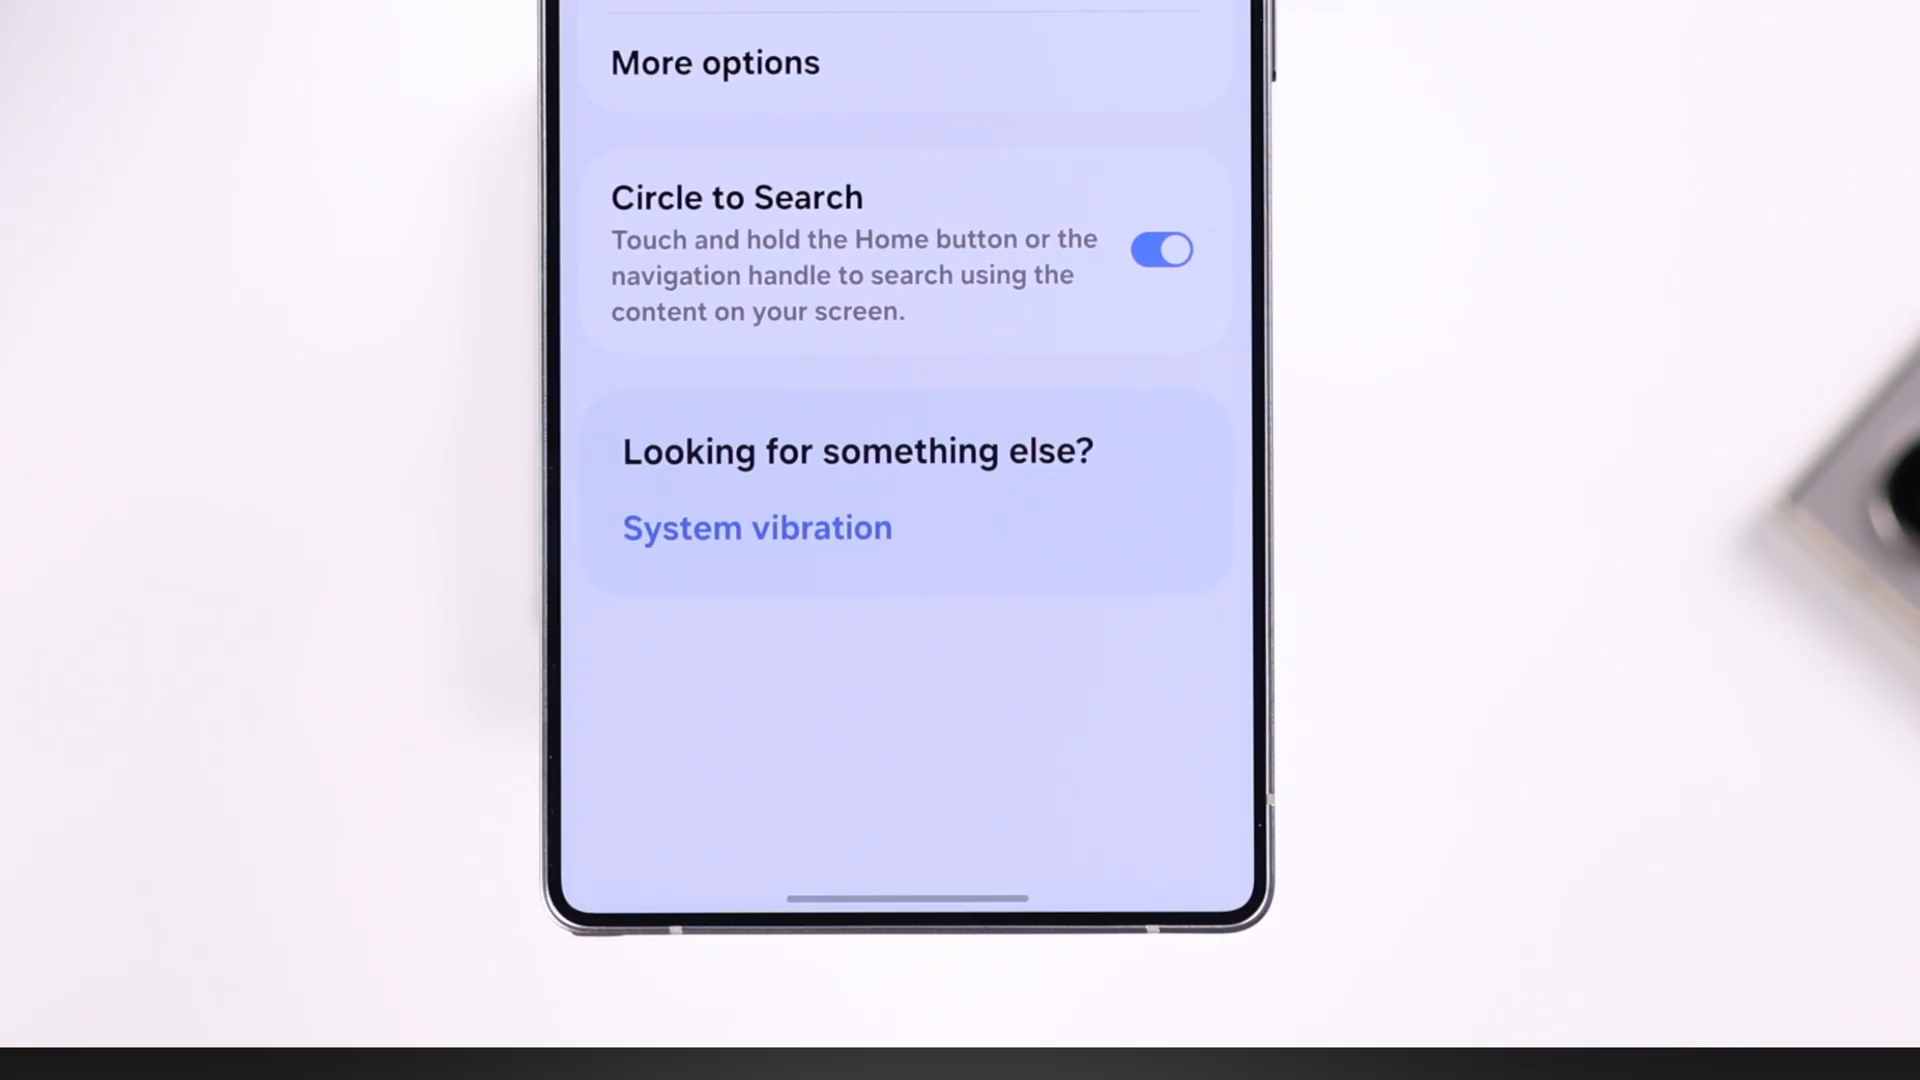 More options
Circle to Search
Touch and hold the Home button or the
navigation handle to search using the
content on your screen.
Looking for something else?
System vibration